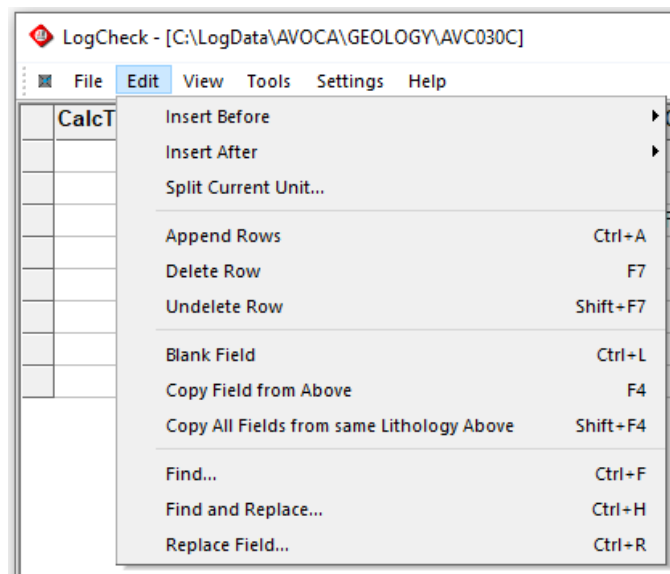 LogCheck - [C:\LogData\AVOCA\GEOLOGY\AVC030C]
File Edit View Tools Settings Help
CalcT
Insert Before
Insert After
Split Current Unit...
Append Rows Ctrl+A
Delete Row F7
Undelete Row Shift+F7
Blank Field Ctrl+L
Copy Field from Above F4
Copy All Fields from same Lithology Above Shift+F4
Find... Ctrl+F
Find and Replace... Ctrl+H
Replace Field... Ctrl+R